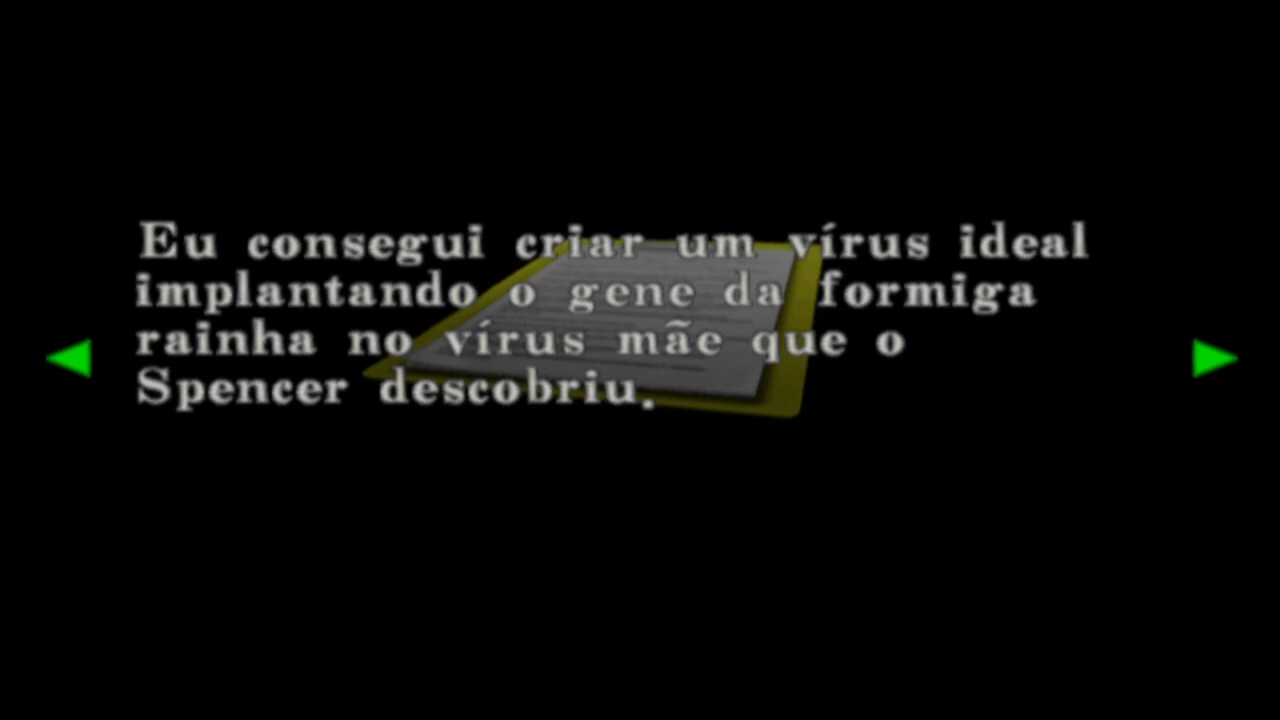 Eu consegui criar um vírus ideal
implantando o gene da formiga
rainha no vírus mãe que o
Spencer descobriu.